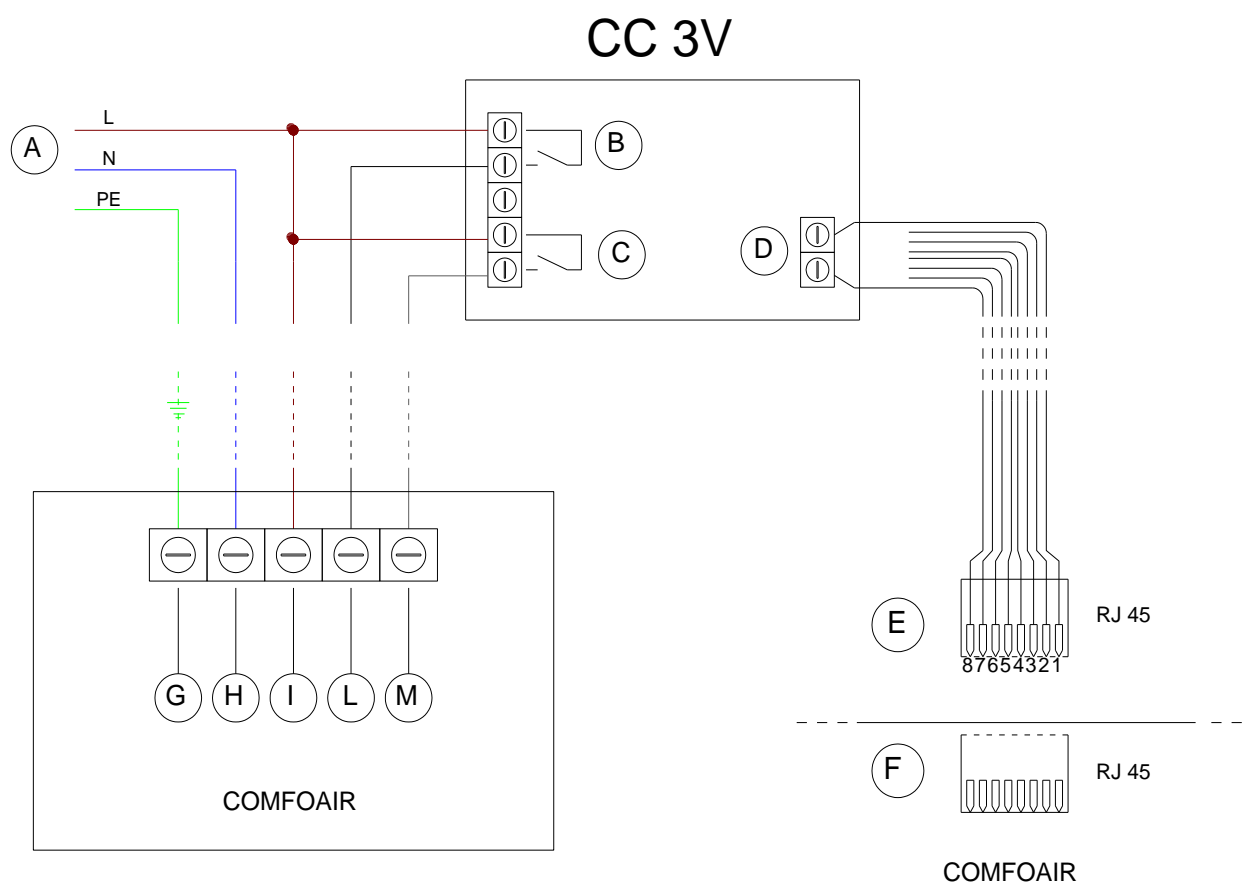 CC 3V
L
A
N
PE
B
C
D
E
RJ 45
87654321
G H I L M
F
RJ 45
COMFOAIR
COMFOAIR